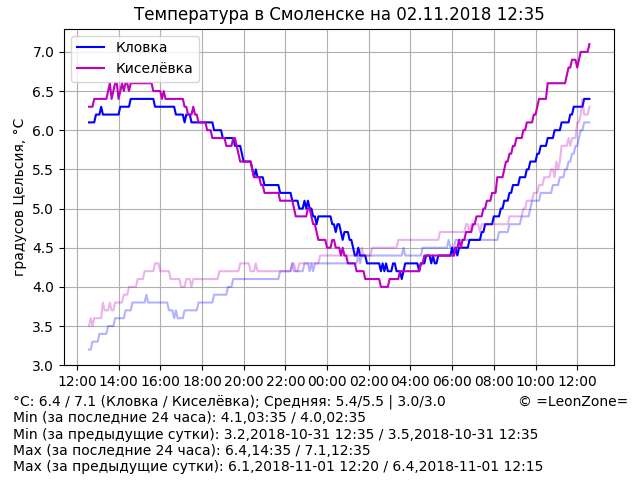 Температура в Смоленске на 02.11.2018 12:35
Кловка
Киселёвка
градусов Цельсия, °C
7.0
6.5
6.0
5.5
5.0
4.5
4.0
3.5
3.0
12:00 14:00 16:00 18:00 20:00 22:00 00:00 02:00 04:00 06:00 08:00 10:00 12:00
°C: 6.4 / 7.1 (Кловка / Киселёвка); Средняя: 5.4/5.5 | 3.0/3.0 © =LeonZone=
Min (за последние 24 часа): 4.1,03:35 / 4.0,02:35
Min (за предыдущие сутки): 3.2,2018-10-31 12:35 / 3.5,2018-10-31 12:35
Max (за последние 24 часа): 6.4,14:35 / 7.1,12:35
Max (за предыдущие сутки): 6.1,2018-11-01 12:20 / 6.4,2018-11-01 12:15